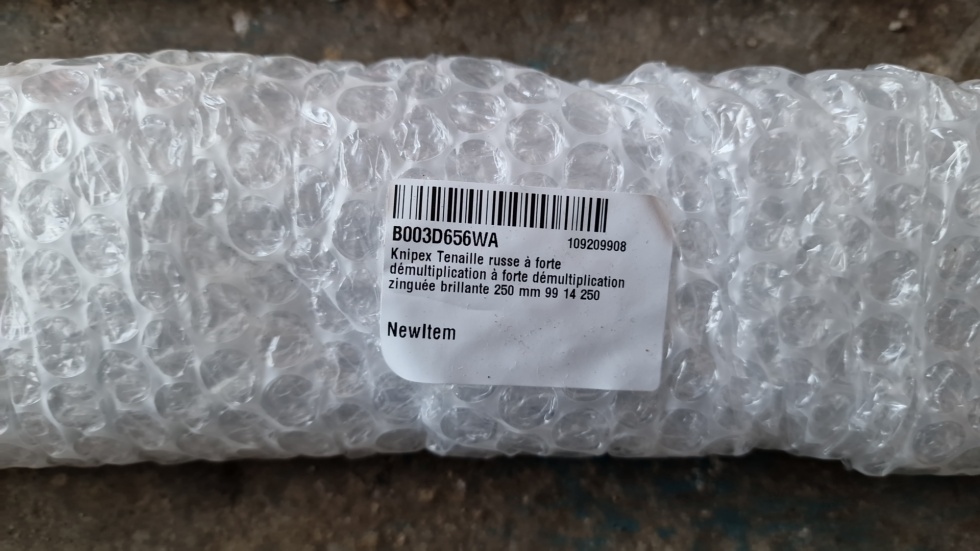 B003D656WA 109209908
Knipex Tenaille russe à forte
démultiplication à forte démultiplication
zinguée brillante 250 mm 99 14 250
NewItem